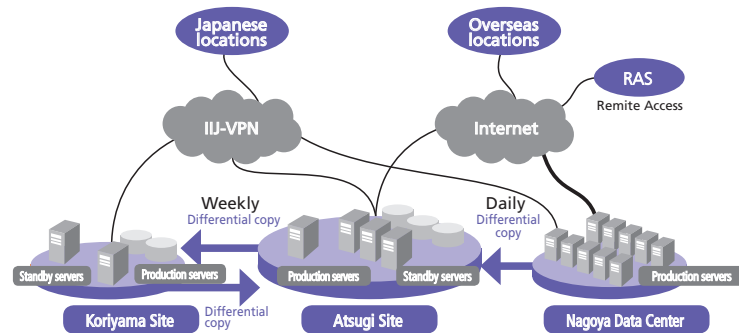 Japanese
locations
Overseas
locations
RAS
Remite Access
IIJ-VPN
Internet
Weekly
Differential copy
Daily
Differential
copy
Standby servers
Production servers
Production servers
Standby servers
Production servers
Differential
copy
Koriyama Site
Atsugi Site
Nagoya Data Center